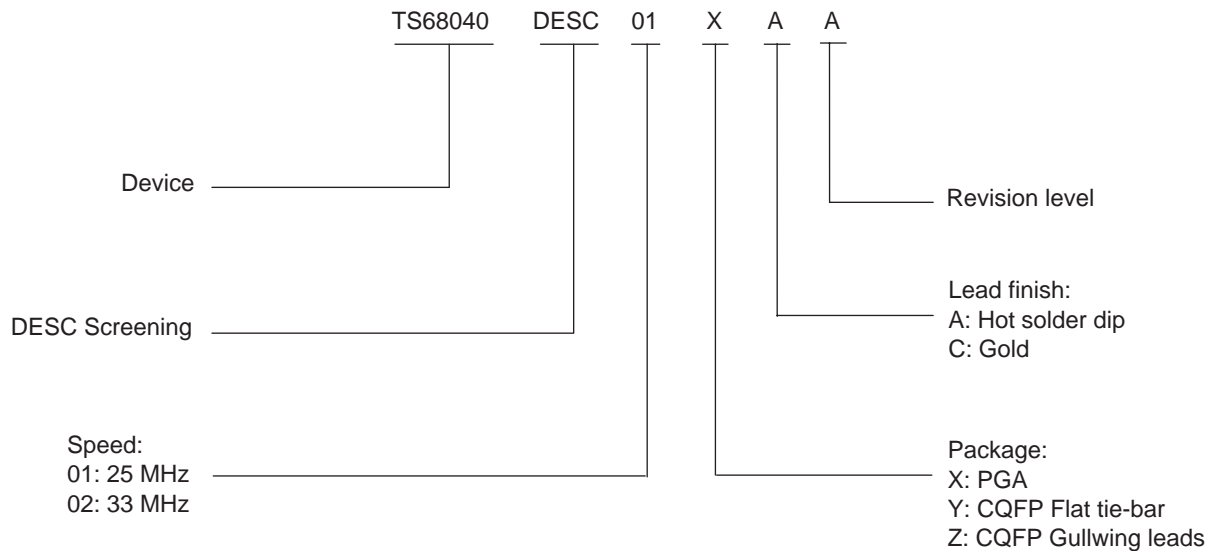 TS68040 DESC 01 X A A
Device
Revision level
DESC Screening
Lead finish:
A: Hot solder dip
C: Gold
Speed:
01: 25 MHz
02: 33 MHz
Package:
X: PGA
Y: CQFP Flat tie-bar
Z: CQFP Gullwing leads